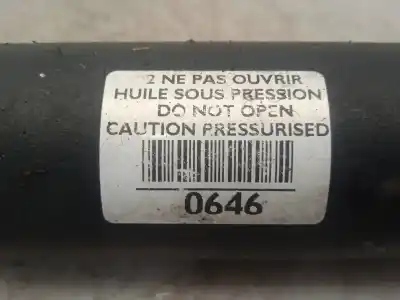 2 NE PAS OUVRIR
HUILE SOUS PRESSION
DO NOT OPEN
CAUTION PRESSURISED
0646